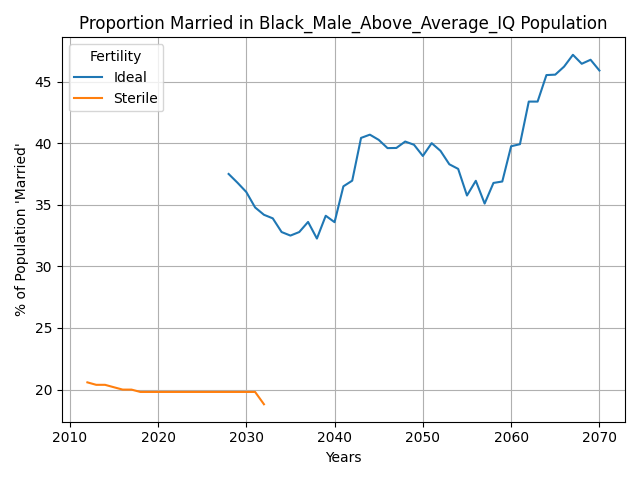 Proportion Married in Black_Male_Above_Average_IQ Population
Fertility
Ideal
Sterile
% of Population 'Married'
45
40
35
30
25
20
2010 2020 2030 2040 2050 2060 2070
Years